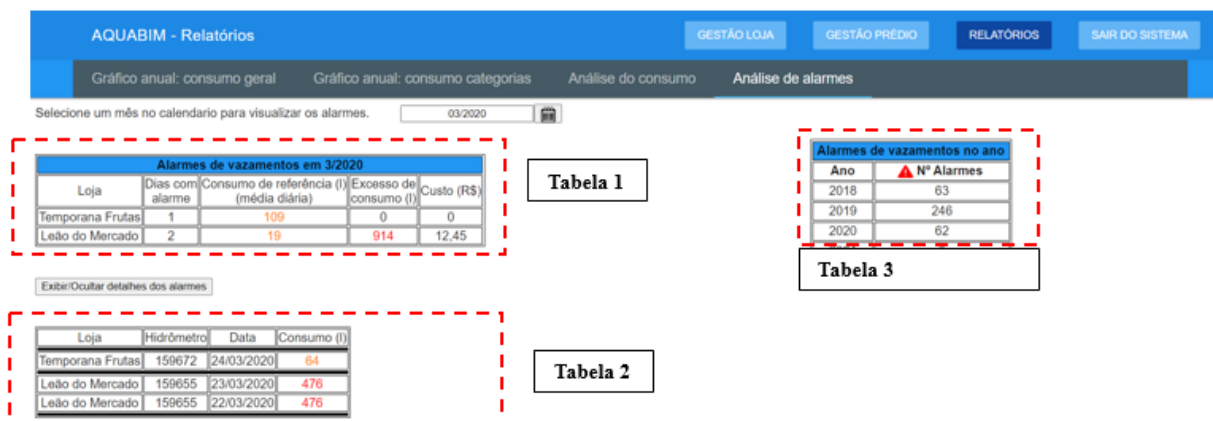 AQUABIM - Relatórios
GESTÃO LOJA
GESTÃO PRÉDIO
RELATÓRIOS
SAIR DO SISTEMA
Gráfico anual: consumo geral
Gráfico anual: consumo categorias
Análise do consumo
Análise de alarmes
Selecione um mês no calendario para visualizar os alarmes.
03/2020
Alarmes de vazamentos em 3/2020
Loja Dias com alarme Consumo de referência (l) (média diária) Excesso de consumo (l) Custo (R$)
Temporana Frutas 1 109 0 0
Leão do Mercado 2 19 914 12,45
Tabela 1
Alarmes de vazamentos no ano
Ano Nº Alarmes
2018 63
2019 246
2020 62
Tabela 3
Exibir/Ocultar detalhes dos alarmes
Loja Hidrômetro Data Consumo (l)
Temporana Frutas 159672 24/03/2020 64
Leão do Mercado 159655 23/03/2020 476
Leão do Mercado 159655 22/03/2020 476
Tabela 2